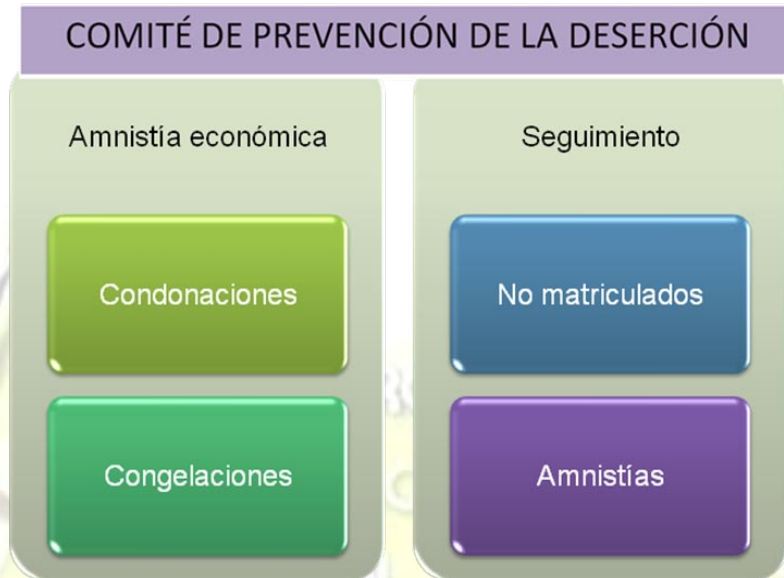 COMITÉ DE PREVENCIÓN DE LA DESERCIÓN
Amnistía económica
Condonaciones
Congelaciones
Seguimiento
No matriculados
Amnistías